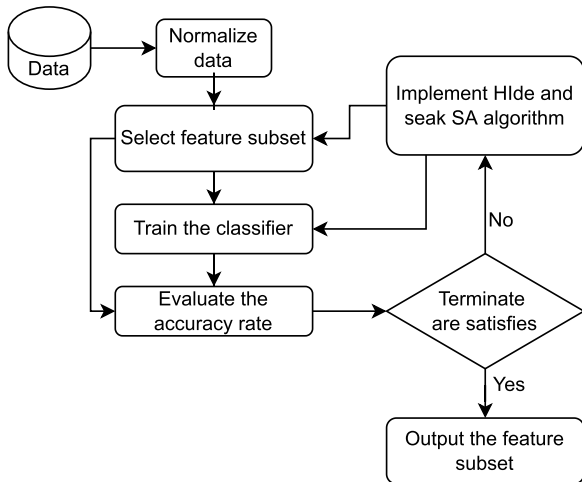 Data
Normalize
data
Select feature subset
Train the classifier
Evaluate the
accuracy rate
Implement HIde and
seak SA algorithm
No
Terminate
are satisfies
Yes
Output the feature
subset